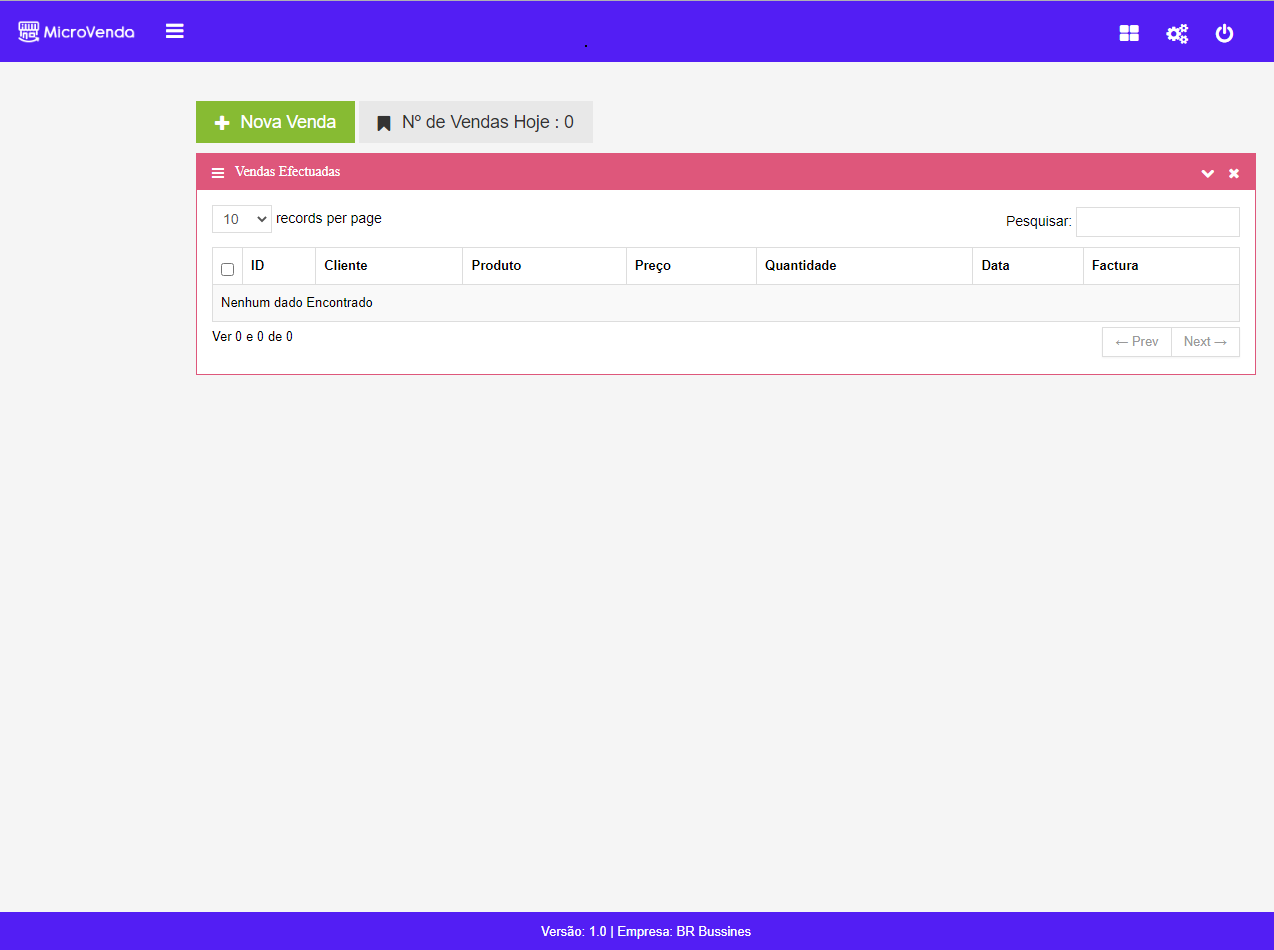 MicroVenda
Nova Venda
Nº de Vendas Hoje : 0
Vendas Efectuadas
10 records per page
Pesquisar:
ID Cliente Produto Preço Quantidade Data Factura
Nenhum dado Encontrado
Ver 0 e 0 de 0
← Prev Next →
Versão: 1.0 | Empresa: BR Bussines